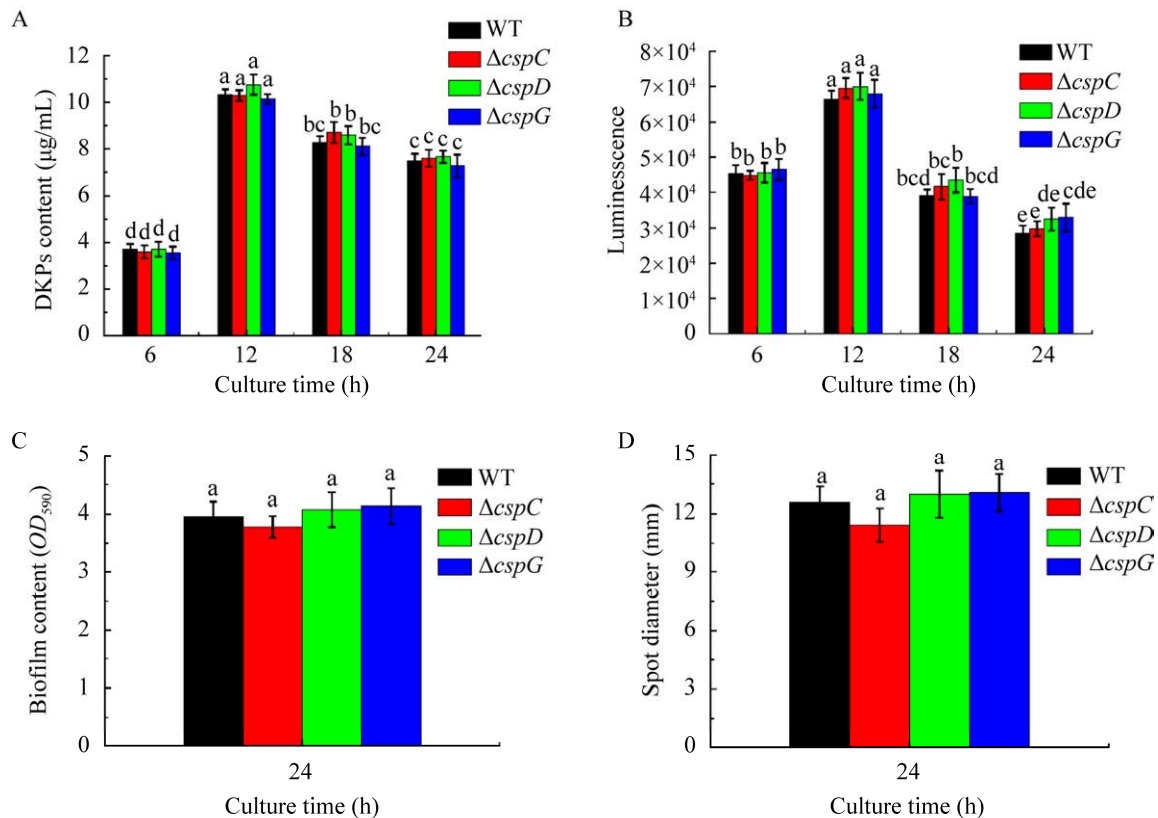 A
WT
ΔcspC
ΔcspD
ΔcspG
DKPs content (μg/mL)
12
10
8
6
4
2
0
d d d d
a a a a
bc b b bc
c c c c
6 12 18 24
Culture time (h)
B
WT
ΔcspC
ΔcspD
ΔcspG
Luminesscence
8×10⁴
7×10⁴
6×10⁴
5×10⁴
4×10⁴
3×10⁴
2×10⁴
1×10⁴
0
b b b b
a a a a
bcd bc b bcd
e e de cde
6 12 18 24
Culture time (h)
C
WT
ΔcspC
ΔcspD
ΔcspG
Biofilm content (OD₅₉₀)
5
4
3
2
1
0
a a a a
24
Culture time (h)
D
WT
ΔcspC
ΔcspD
ΔcspG
Spot diameter (mm)
15
12
9
6
3
0
a a a a
24
Culture time (h)